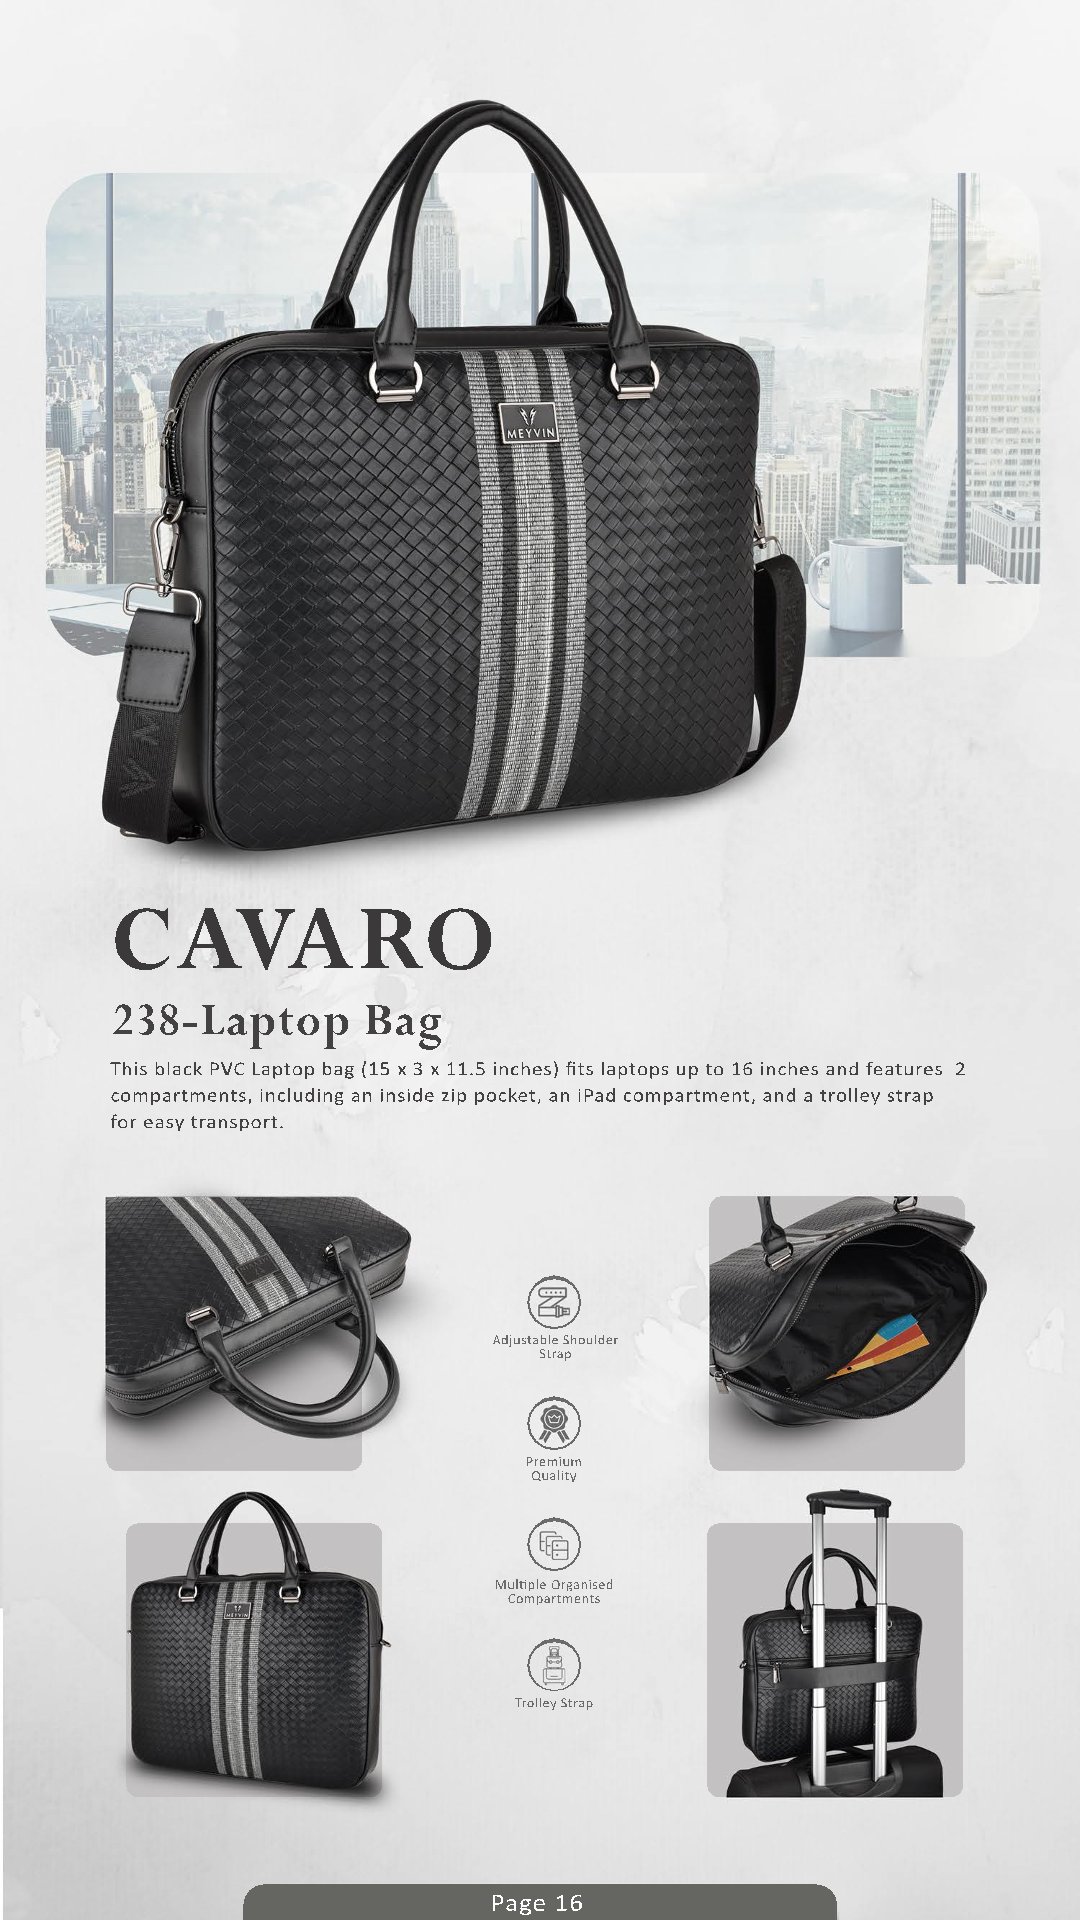 MEYVIN
CAVARO
238-Laptop Bag
This black PVC Laptop bag (15 x 3 x 11.5 inches) fits laptops up to 16 inches and features 2
compartments, including an inside zip pocket, an iPad compartment, and a trolley strap
for easy transport.
Adjustable Shoulder
Strap
Premium
Quality
Multiple Organised
Compartments
Trolley Strap
MEYVIN
Page 16